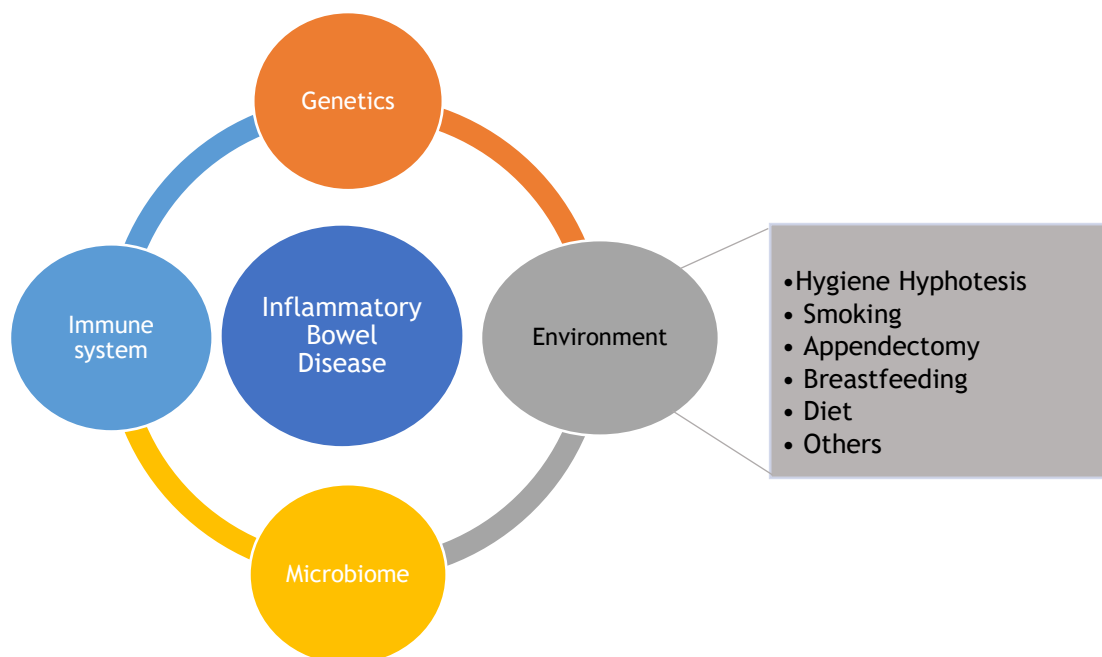 Genetics
Immune
system
Inflammatory
Bowel
Disease
Environment
Microbiome
•Hygiene Hyphotesis
• Smoking
• Appendectomy
• Breastfeeding
• Diet
• Others